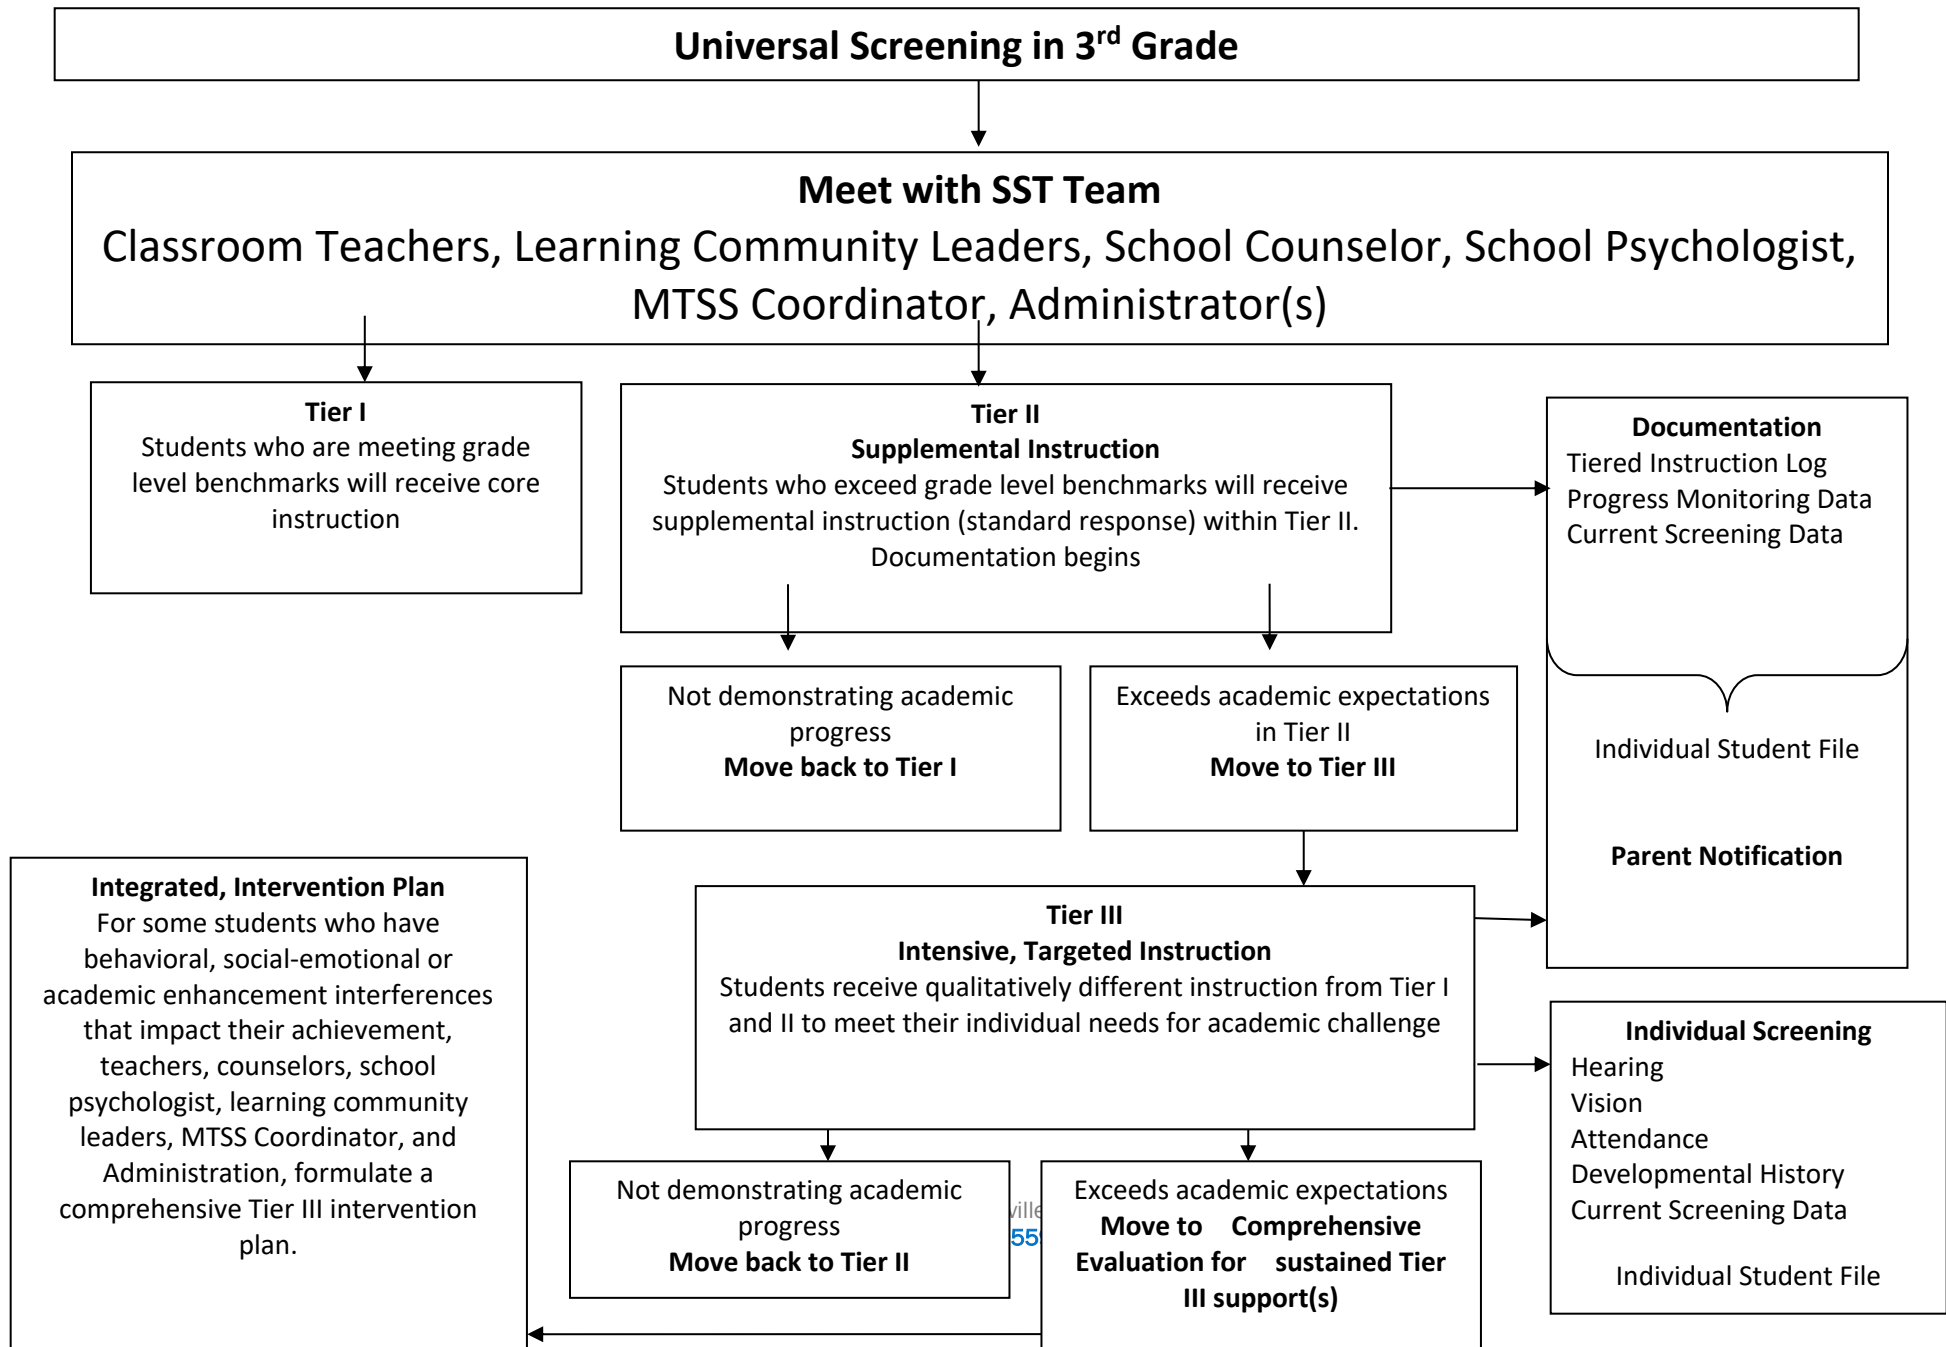 Universal Screening in 3rd Grade
Meet with SST Team
Classroom Teachers, Learning Community Leaders, School Counselor, School Psychologist,
MTSS Coordinator, Administrator(s)
Tier I
Students who are meeting grade
level benchmarks will receive core
instruction
Tier II
Supplemental Instruction
Students who exceed grade level benchmarks will receive
supplemental instruction (standard response) within Tier II.
Documentation begins
Documentation
Tiered Instruction Log
Progress Monitoring Data
Current Screening Data
Individual Student File
Parent Notification
Not demonstrating academic
progress
Move back to Tier I
Exceeds academic expectations
in Tier II
Move to Tier III
Integrated, Intervention Plan
For some students who have
behavioral, social-emotional or
academic enhancement interferences
that impact their achievement,
teachers, counselors, school
psychologist, learning community
leaders, MTSS Coordinator, and
Administration, formulate a
comprehensive Tier III intervention
plan.
Tier III
Intensive, Targeted Instruction
Students receive qualitatively different instruction from Tier I
and II to meet their individual needs for academic challenge
Individual Screening
Hearing
Vision
Attendance
Developmental History
Current Screening Data
Individual Student File
Not demonstrating academic
progress
Move back to Tier II
Exceeds academic expectations
Move to Comprehensive
Evaluation for sustained Tier
III support(s)